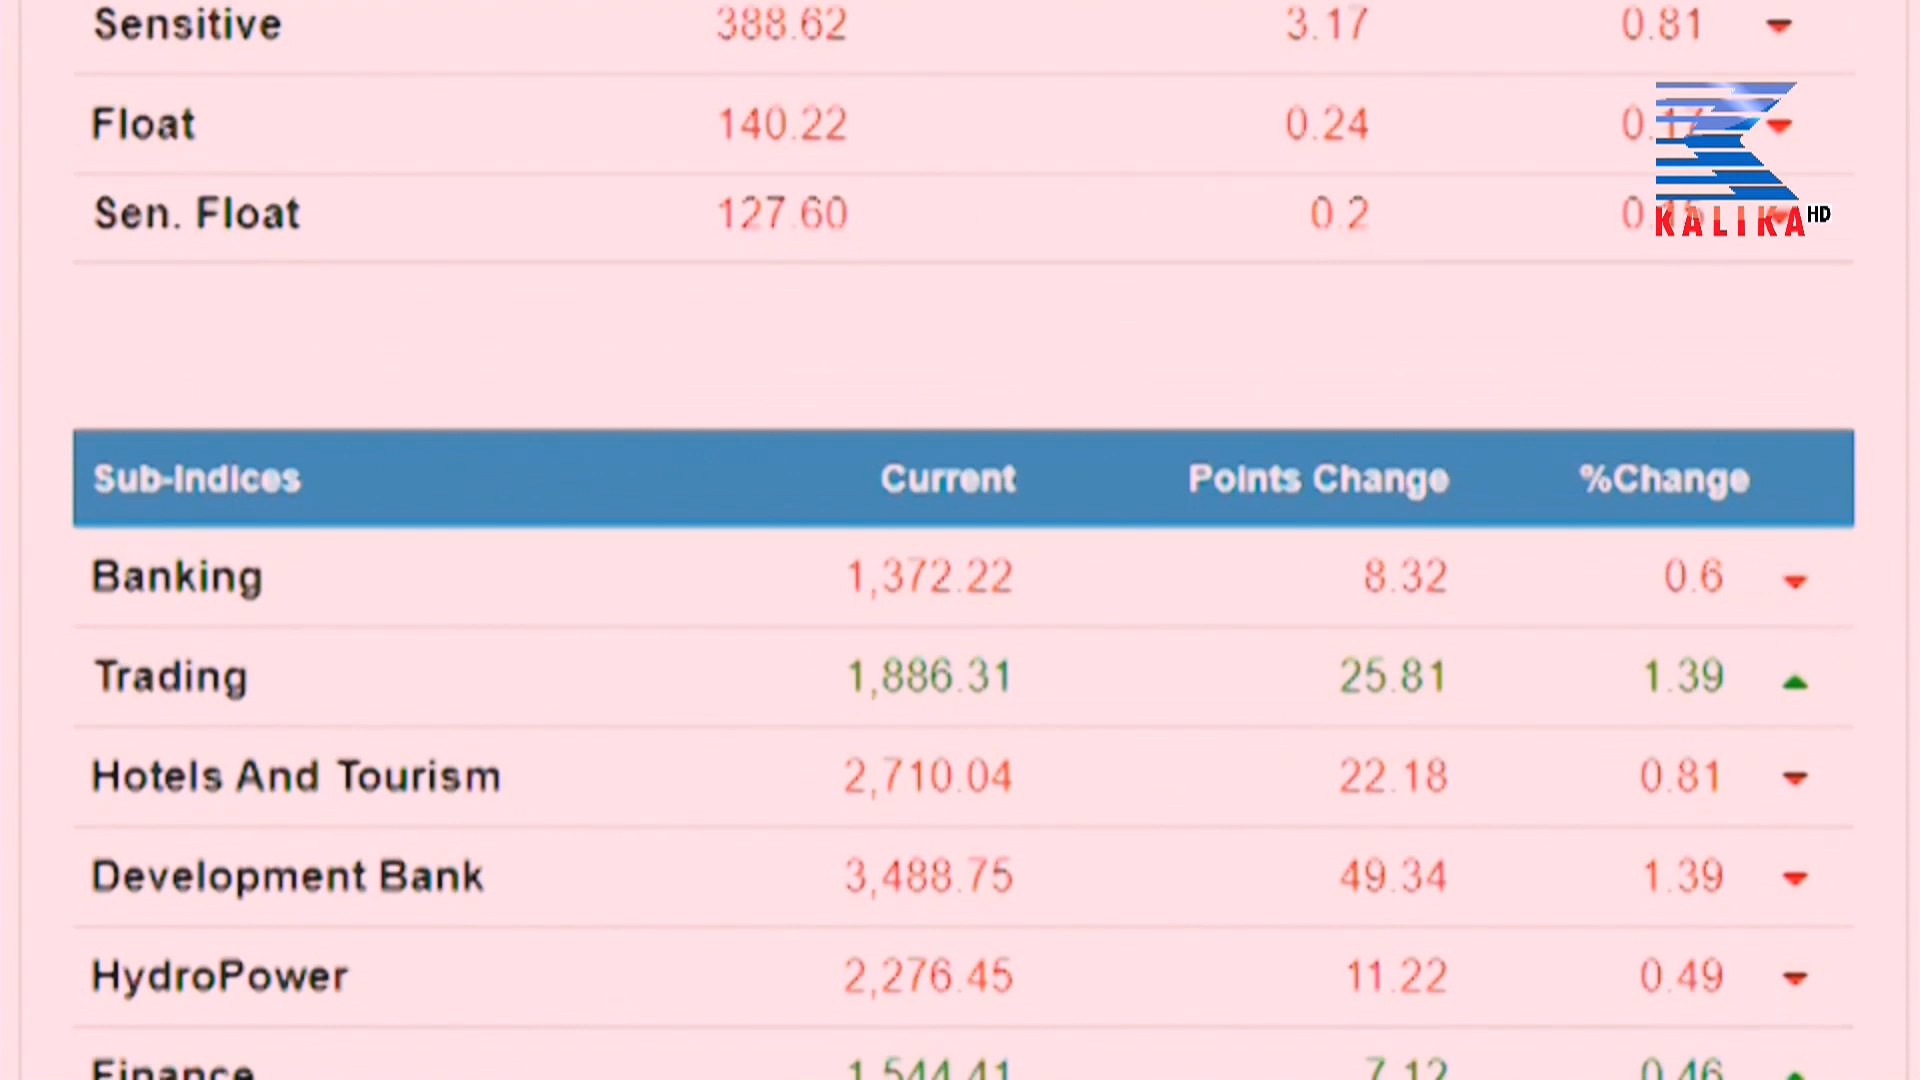 Sensitive 388.62 3.17 0.81
Float 140.22 0.24 0.17
Sen. Float 127.60 0.2 0.
KALIKA HD
Sub-Indices Current Points Change %Change
Banking 1,372.22 8.32 0.6
Trading 1,886.31 25.81 1.39
Hotels And Tourism 2,710.04 22.18 0.81
Development Bank 3,488.75 49.34 1.39
HydroPower 2,276.45 11.22 0.49
Finance 1,544.41 7.12 0.46